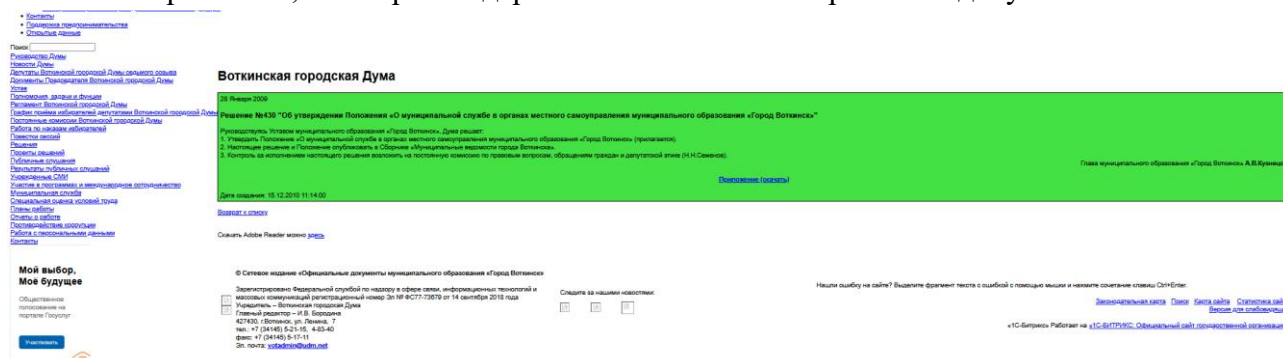 Контакты
Поддержка предпринимательства
Открытые данные
Поиск
Руководство Думы
Новости Думы
Депутаты Воткинской городской Думы седьмого созыва
Документы Председателя Воткинской городской Думы
Устав
Полномочия, задачи и функции
Регламент Воткинской городской Думы
График приёма избирателей депутатами Воткинской городской Думы
Постоянные комиссии Воткинской городской Думы
Работа по наказам избирателей
Повестки сессий
Решения
Проекты решений
Публичные слушания
Результаты публичных слушаний
Учрежденные СМИ
Участие в программах и международное сотрудничество
Муниципальная служба
Специальная оценка условий труда
Планы работы
Отчеты о работе
Противодействие коррупции
Работа с персональными данными
Контакты
Мой выбор,
Моё будущее
Общественное
голосование на
портале Госуслуг
Участвовать
Воткинская городская Дума
28 Января 2009
Решение №430 "Об утверждении Положения «О муниципальной службе в органах местного самоуправления муниципального образования «Город Воткинск»"
Руководствуясь Уставом муниципального образования «Город Воткинск», Дума решает:
1. Утвердить Положение «О муниципальной службе в органах местного самоуправления муниципального образования «Город Воткинск» (прилагается).
2. Настоящее решение и Положение опубликовать в Сборнике «Муниципальные ведомости города Воткинска».
3. Контроль за исполнением настоящего решения возложить на постоянную комиссию по правовым вопросам, обращениям граждан и депутатской этике (Н.Н.Семенов).
Глава муниципального образования «Город Воткинск» А.В.Кузнец
Приложение (скачать)
Дата создания: 15.12.2010 11:14:00
Возврат к списку
Скачать Adobe Reader можно здесь
© Сетевое издание «Официальные документы муниципального образования «Город Воткинск»
Зарегистрировано Федеральной службой по надзору в сфере связи, информационных технологий и
массовых коммуникаций регистрационный номер Эл № ФС77-73679 от 14 сентября 2018 года
Учредитель – Воткинская городская Дума
Главный редактор – И.В. Бородина
427430, г.Воткинск, ул. Ленина, 7
тел.: +7 (34145) 5-21-15, 4-83-40
факс: +7 (34145) 5-17-11
Эл. почта: votadmin@udm.net
Следите за нашими новостями:
Нашли ошибку на сайте? Выделите фрагмент текста с ошибкой с помощью мышки и нажмите сочетание клавиш Ctrl+Enter.
Законодательная карта Поиск Карта сайта Статистика сай
Версия для слабовидящ
«1С-Битрикс» Работает на «1С-БИТРИКС: Официальный сайт государственной организаци